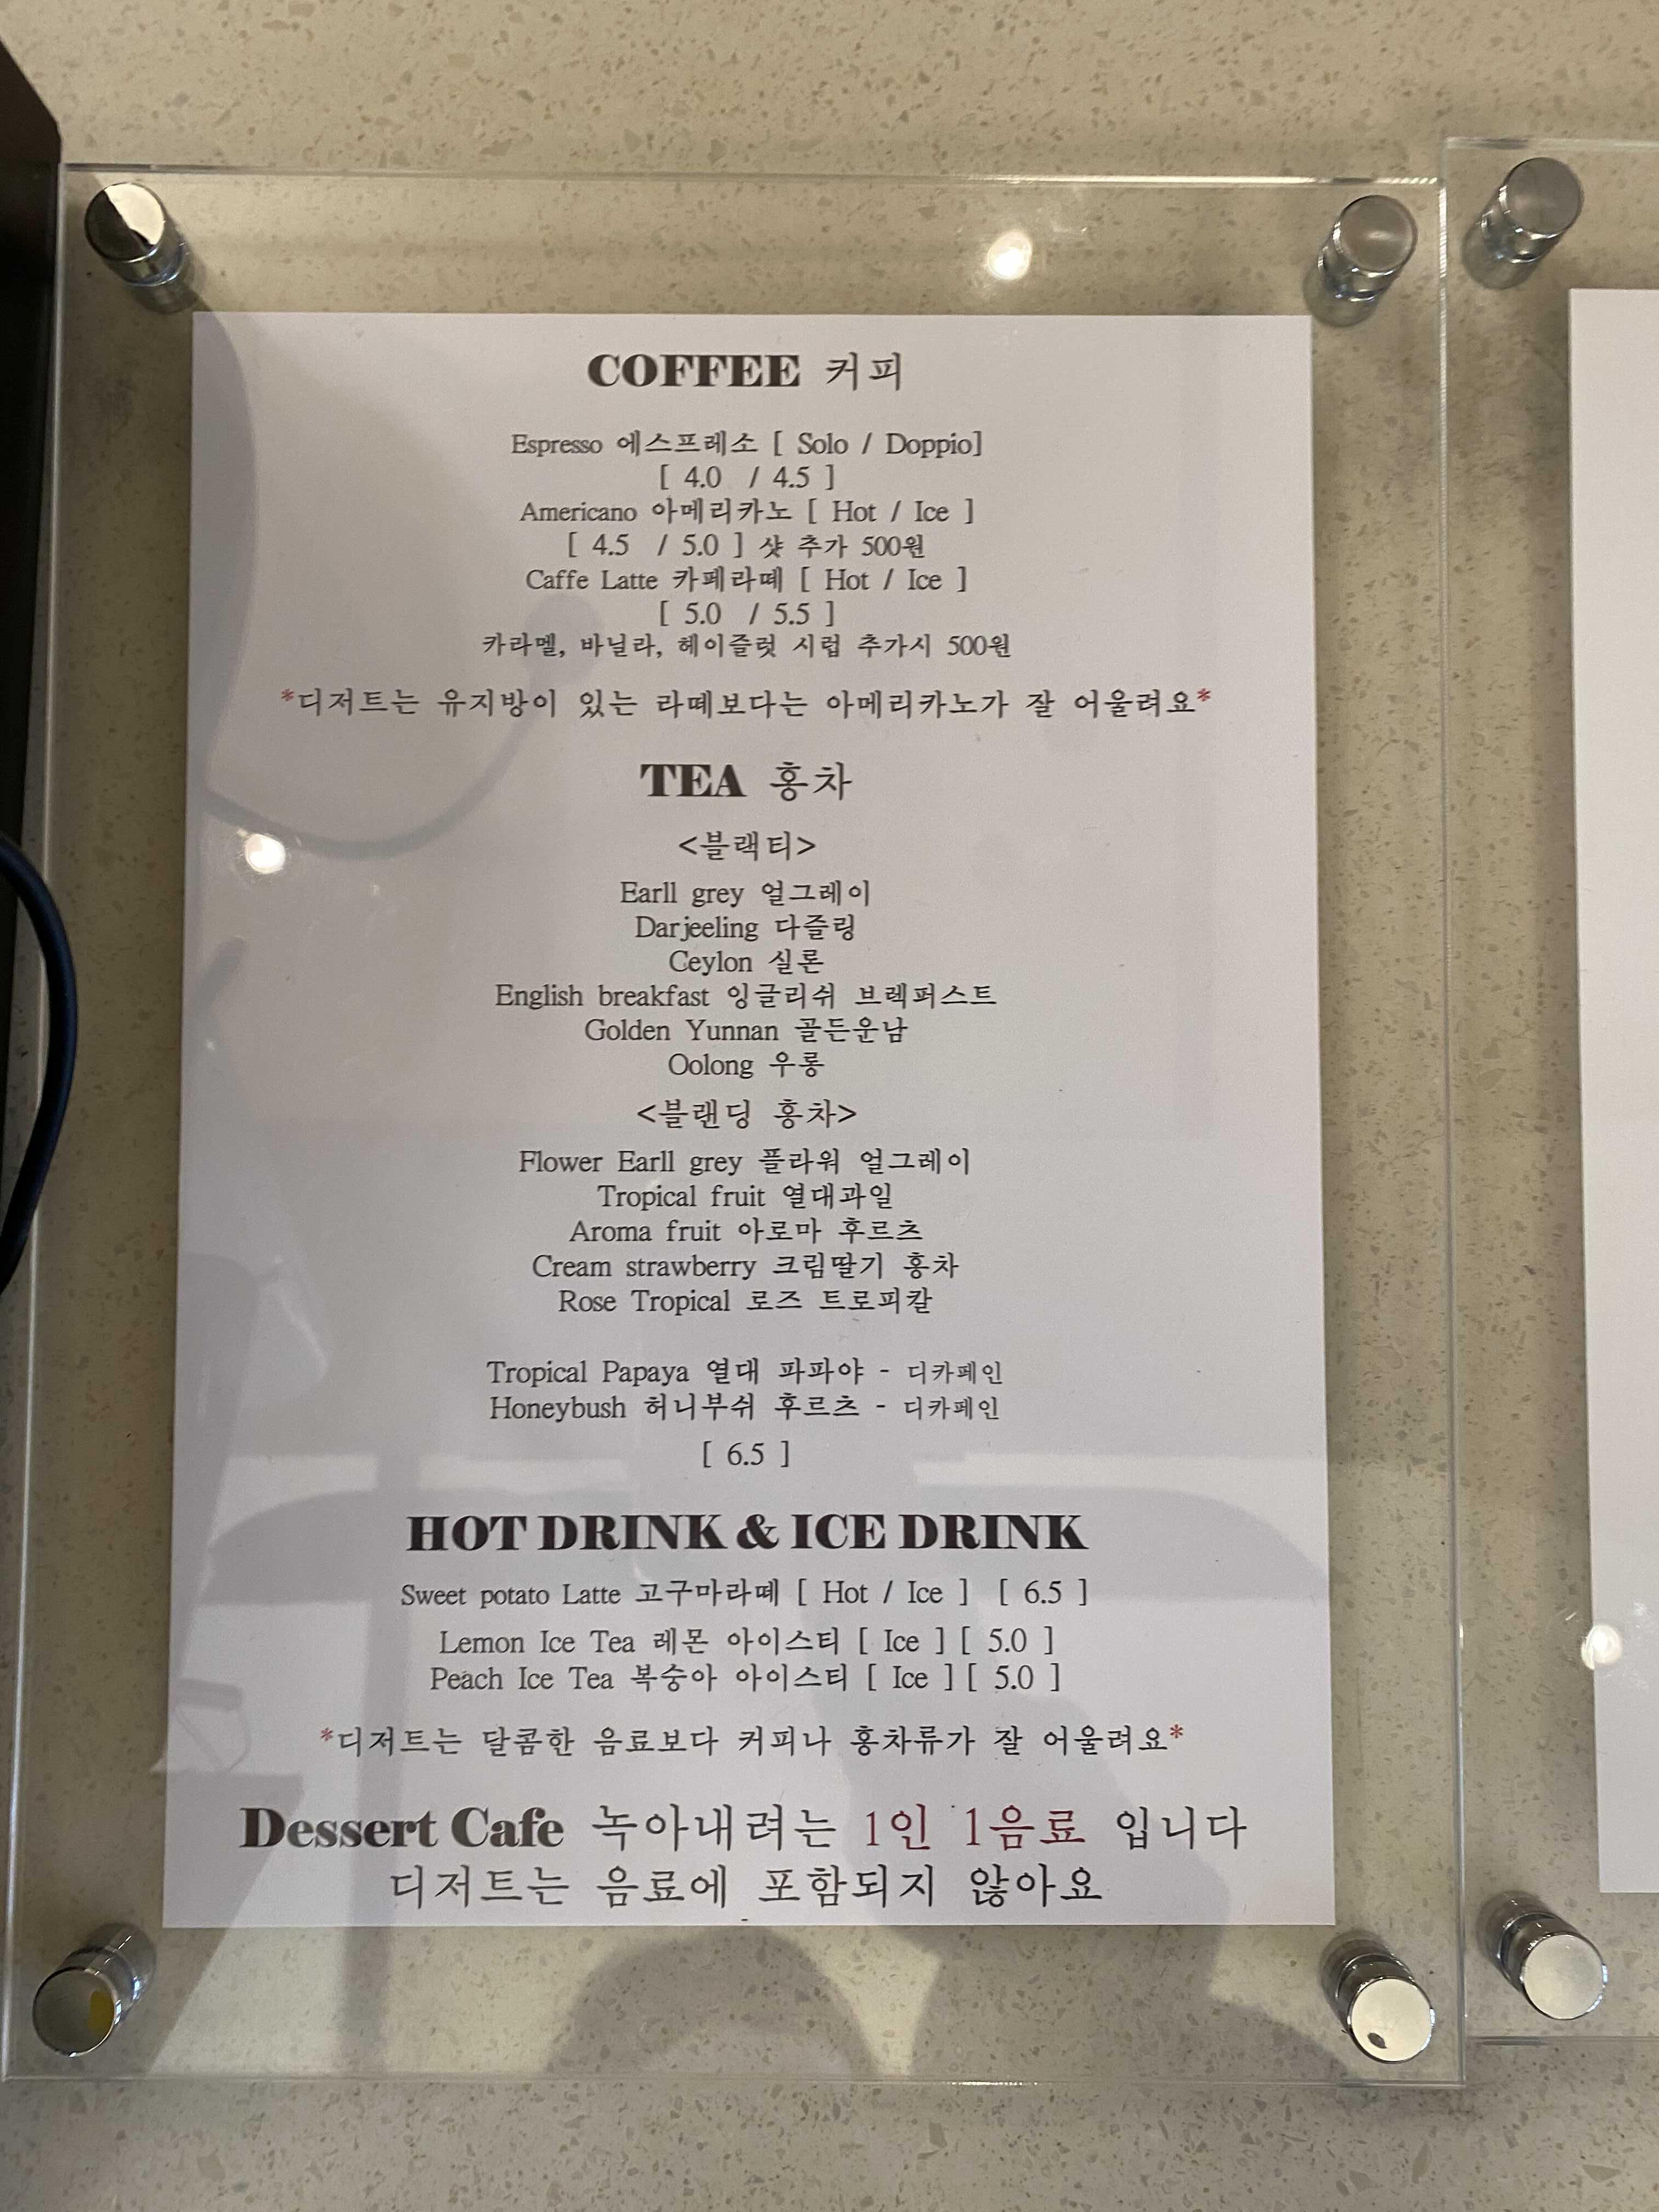 COFFEE 커피
Espresso 에스프레소 [ Solo / Doppio]
[ 4.0 / 4.5 ]
Americano 아메리카노 [ Hot / Ice ]
[ 4.5 / 5.0 ] 샷 추가 500원
Caffe Latte 카페라떼 [ Hot / Ice ]
[ 5.0 / 5.5 ]
카라멜, 바닐라, 헤이즐럿 시럽 추가시 500원
*디저트는 유지방이 있는 라떼보다는 아메리카노가 잘 어울려요*
TEA 홍차
<블랙티>
Earll grey 얼그레이
Darjeeling 다즐링
Ceylon 실론
English breakfast 잉글리쉬 브렉퍼스트
Golden Yunnan 골든운남
Oolong 우롱
<블랜딩 홍차>
Flower Earll grey 플라워 얼그레이
Tropical fruit 열대과일
Aroma fruit 아로마 후르츠
Cream strawberry 크림딸기 홍차
Rose Tropical 로즈 트로피칼
Tropical Papaya 열대 파파야 - 디카페인
Honeybush 허니부쉬 후르츠 - 디카페인
[ 6.5 ]
HOT DRINK & ICE DRINK
Sweet potato Latte 고구마라떼 [ Hot / Ice ] [ 6.5 ]
Lemon Ice Tea 레몬 아이스티 [ Ice ] [ 5.0 ]
Peach Ice Tea 복숭아 아이스티 [ Ice ] [ 5.0 ]
*디저트는 달콤한 음료보다 커피나 홍차류가 잘 어울려요*
Dessert Cafe 녹아내려는 1인 1음료 입니다
디저트는 음료에 포함되지 않아요